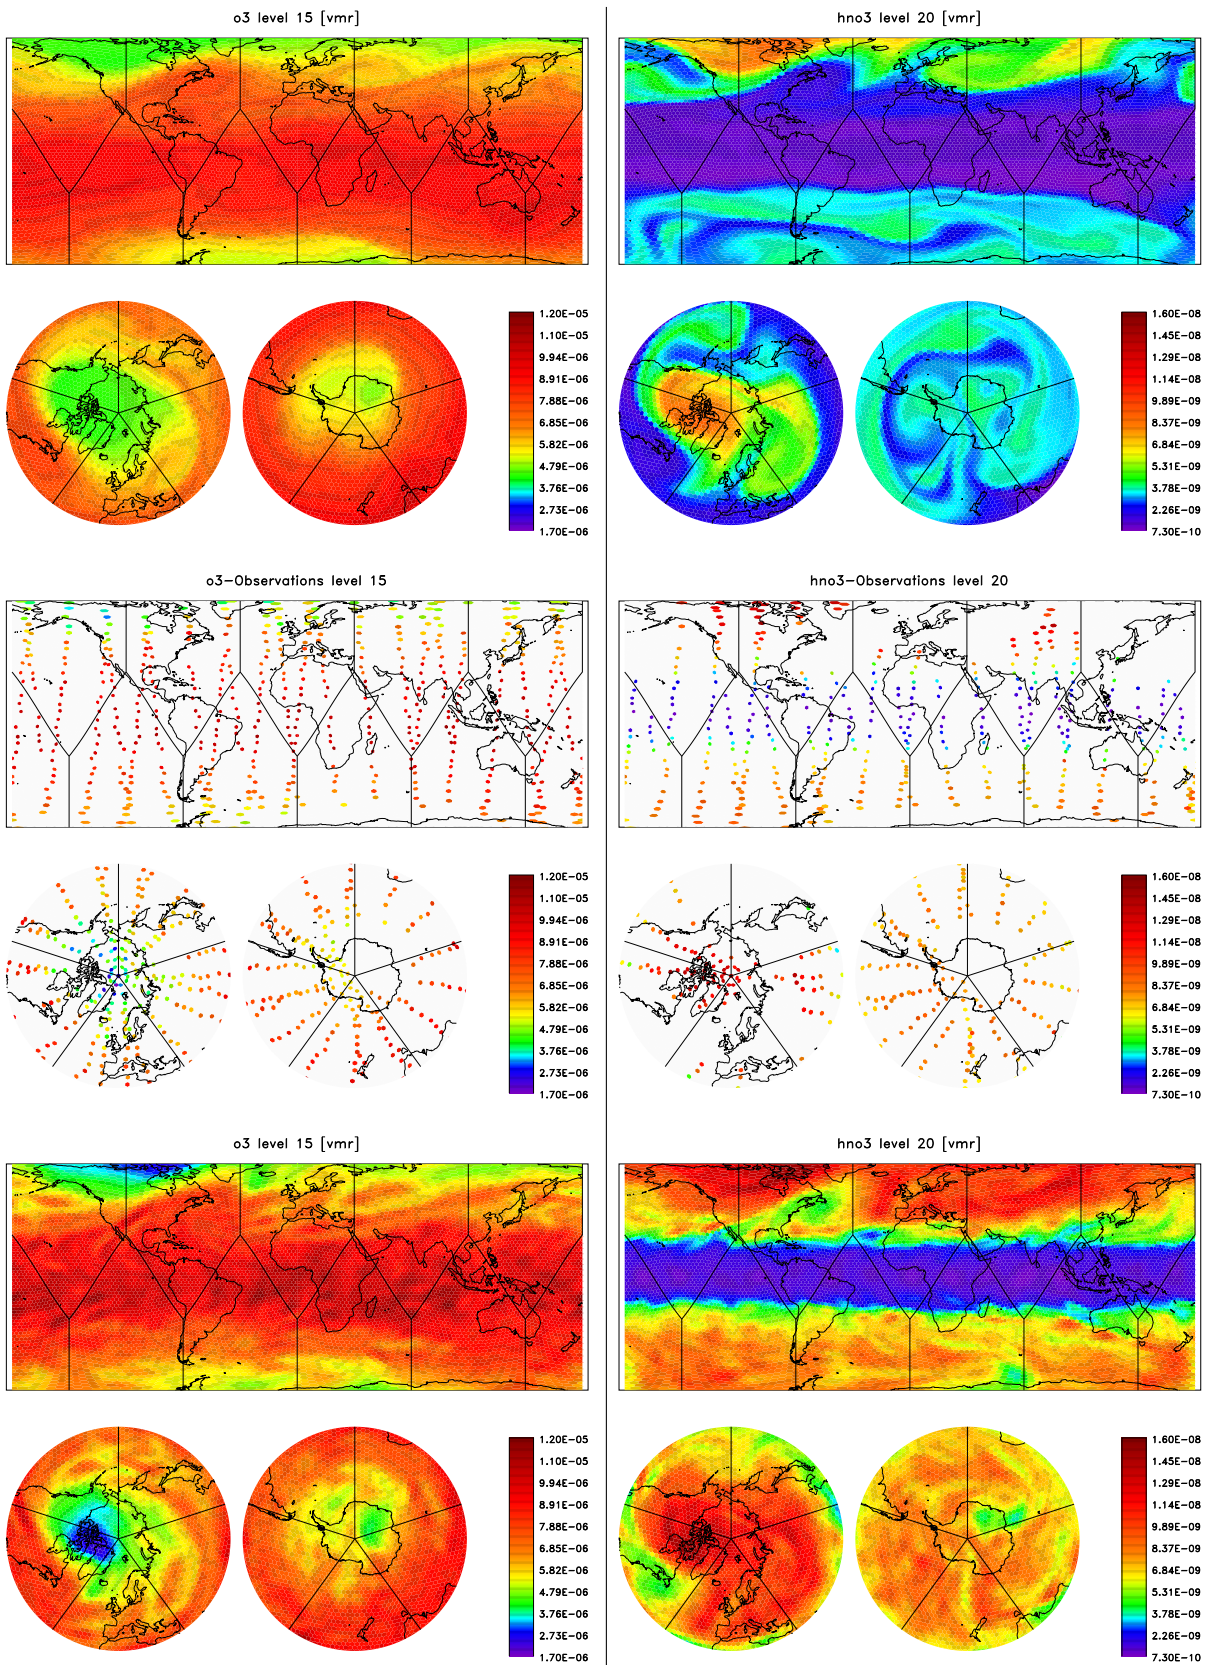 o3 level 15 [vmr]
1.20E-05
1.10E-05
9.94E-06
8.91E-06
7.88E-06
6.85E-06
5.82E-06
4.79E-06
3.76E-06
2.73E-06
1.70E-06
hno3 level 20 [vmr]
1.60E-08
1.45E-08
1.29E-08
1.14E-08
9.89E-09
8.37E-09
6.84E-09
5.31E-09
3.78E-09
2.26E-09
7.30E-10
o3-Observations level 15
1.20E-05
1.10E-05
9.94E-06
8.91E-06
7.88E-06
6.85E-06
5.82E-06
4.79E-06
3.76E-06
2.73E-06
1.70E-06
hno3-Observations level 20
1.60E-08
1.45E-08
1.29E-08
1.14E-08
9.89E-09
8.37E-09
6.84E-09
5.31E-09
3.78E-09
2.26E-09
7.30E-10
o3 level 15 [vmr]
1.20E-05
1.10E-05
9.94E-06
8.91E-06
7.88E-06
6.85E-06
5.82E-06
4.79E-06
3.76E-06
2.73E-06
1.70E-06
hno3 level 20 [vmr]
1.60E-08
1.45E-08
1.29E-08
1.14E-08
9.89E-09
8.37E-09
6.84E-09
5.31E-09
3.78E-09
2.26E-09
7.30E-10